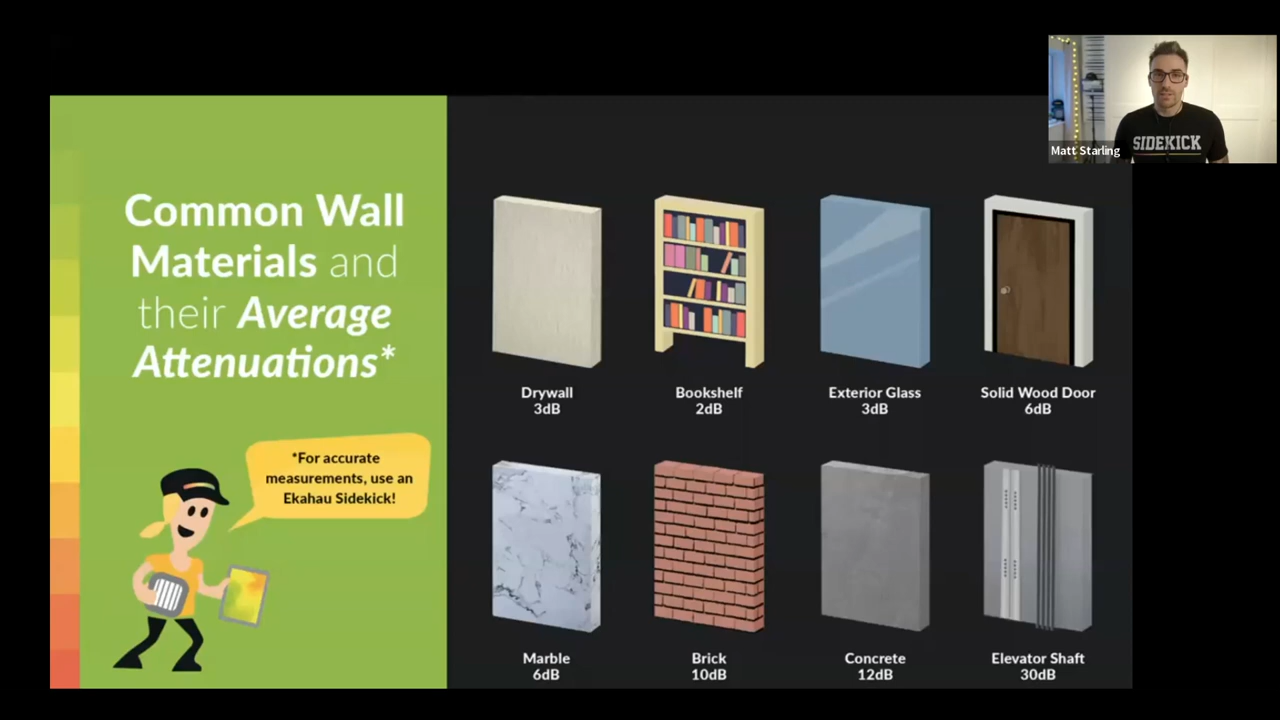 Common Wall
Materials and
their Average
Attenuations*
*For accurate
measurements, use an
Ekahau Sidekick!
Drywall
3dB
Bookshelf
2dB
Exterior Glass
3dB
Solid Wood Door
6dB
Marble
6dB
Brick
10dB
Concrete
12dB
Elevator Shaft
30dB
SIDEKICK
Matt Starling